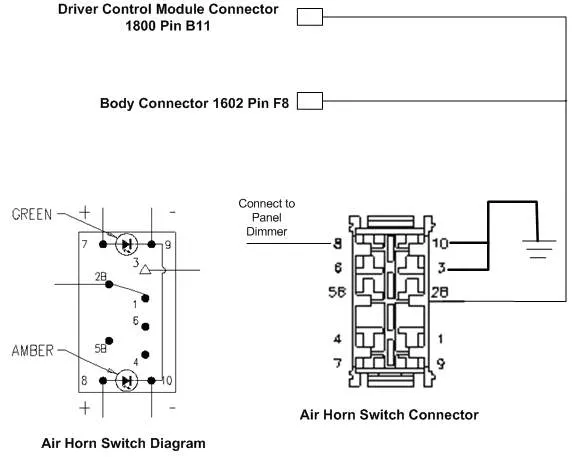 Driver Control Module Connector
1800 Pin B11
Body Connector 1602 Pin F8
GREEN
+
-
7
9
3
2B
1
6
5B
4
AMBER
8
10
+
-
Air Horn Switch Diagram
Connect to
Panel
Dimmer
8
10
6
3
5B
2B
4
1
7
9
Air Horn Switch Connector